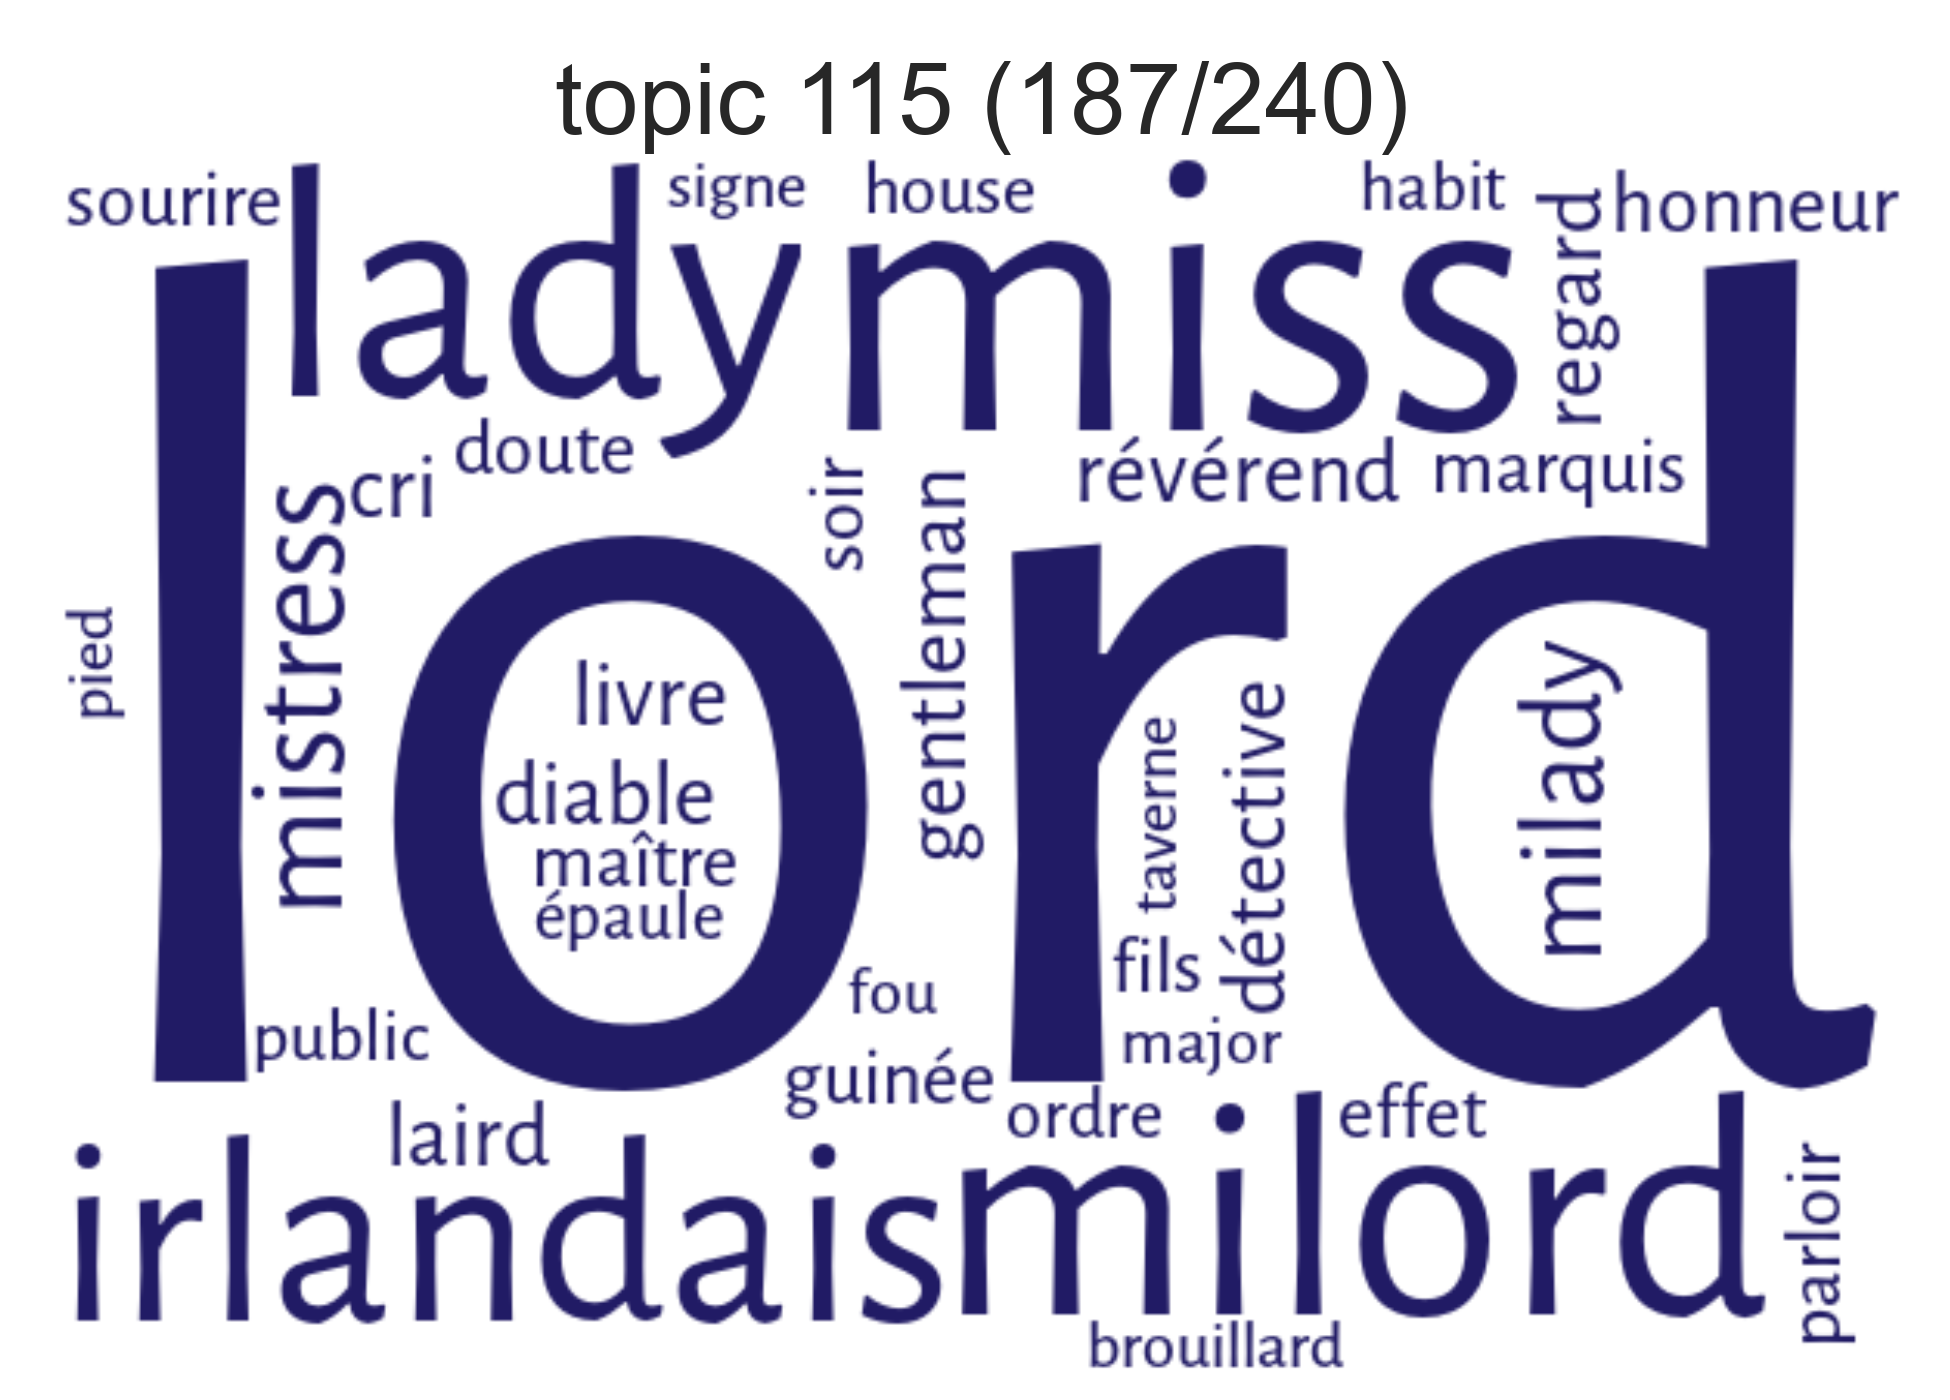 topic 115 (187/240)
sourire
lady
signe
house
miss
habit
regard
honneur
lord
mistress
cri
doute
soir
gentleman
révérend
marquis
pied
livre
diable
maître
épaule
taverne
détective
milady
fils
fou
major
public
guinée
laird
ordre
effet
irlandais
milord
parloir
brouillard